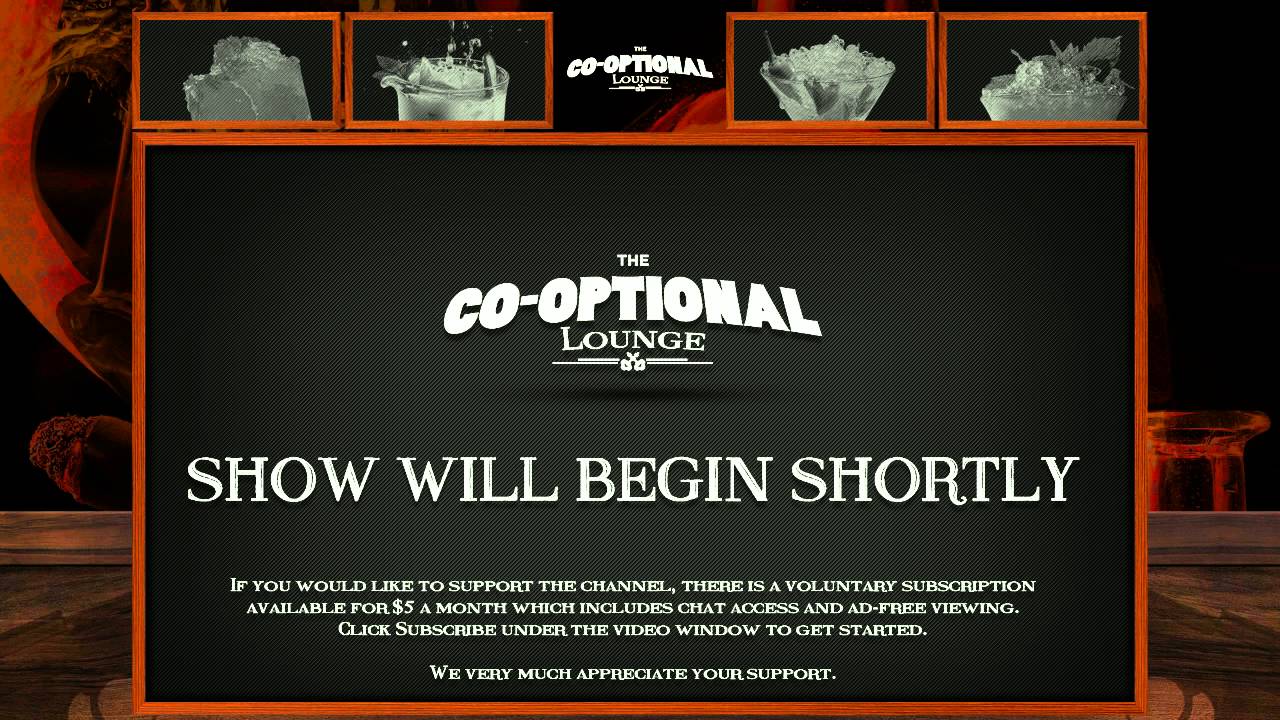 THE
CO-OPTIONAL
LOUNGE
THE
CO-OPTIONAL
LOUNGE
SHOW WILL BEGIN SHORTLY
If you would like to support the channel, there is a voluntary subscription
available for $5 a month which includes chat access and ad-free viewing.
Click Subscribe under the video window to get started.
We very much appreciate your support.